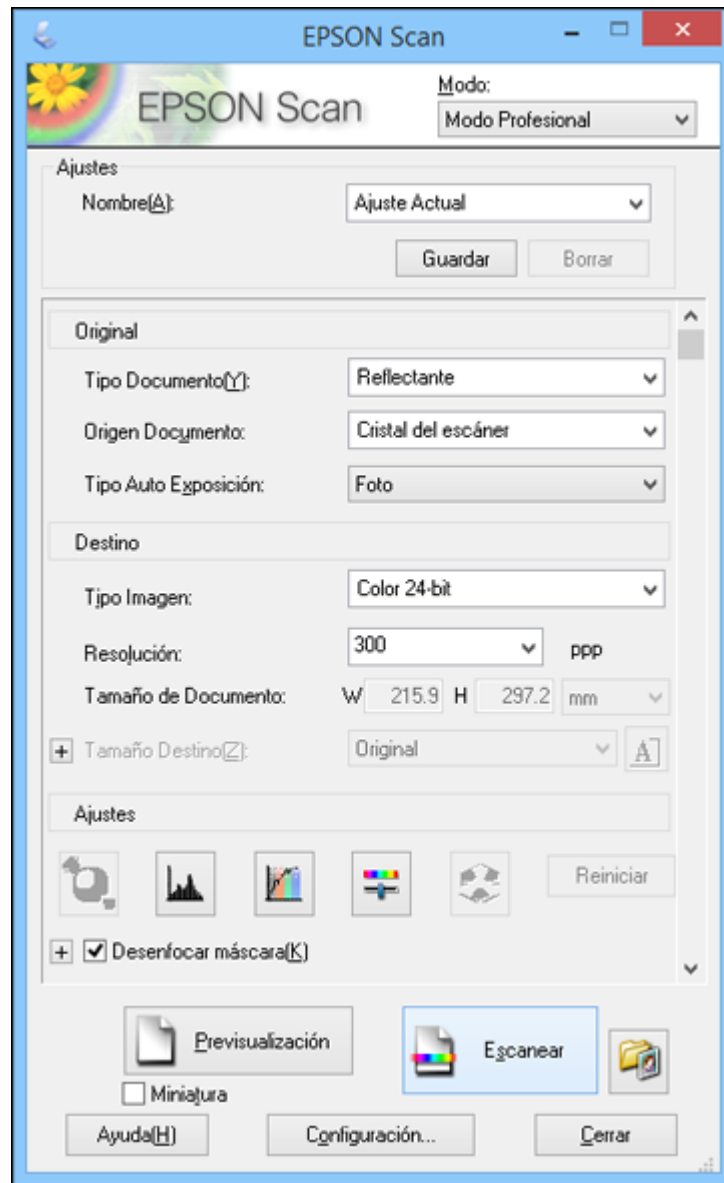 EPSON Scan
EPSON Scan
Modo:
Modo Profesional
Ajustes
Nombre(A):
Ajuste Actual
Guardar
Borrar
Original
Tipo Documento(Y):
Reflectante
Origen Documento:
Cristal del escáner
Tipo Auto Exposición:
Foto
Destino
Tipo Imagen:
Color 24-bit
Resolución:
300
ppp
Tamaño de Documento:
W 215.9 H 297.2 mm
Tamaño Destino(Z):
Original
A
Ajustes
Reiniciar
Desenfocar máscara(K)
Previsualización
Escanear
Miniatura
Ayuda(H)
Configuración...
Cerrar